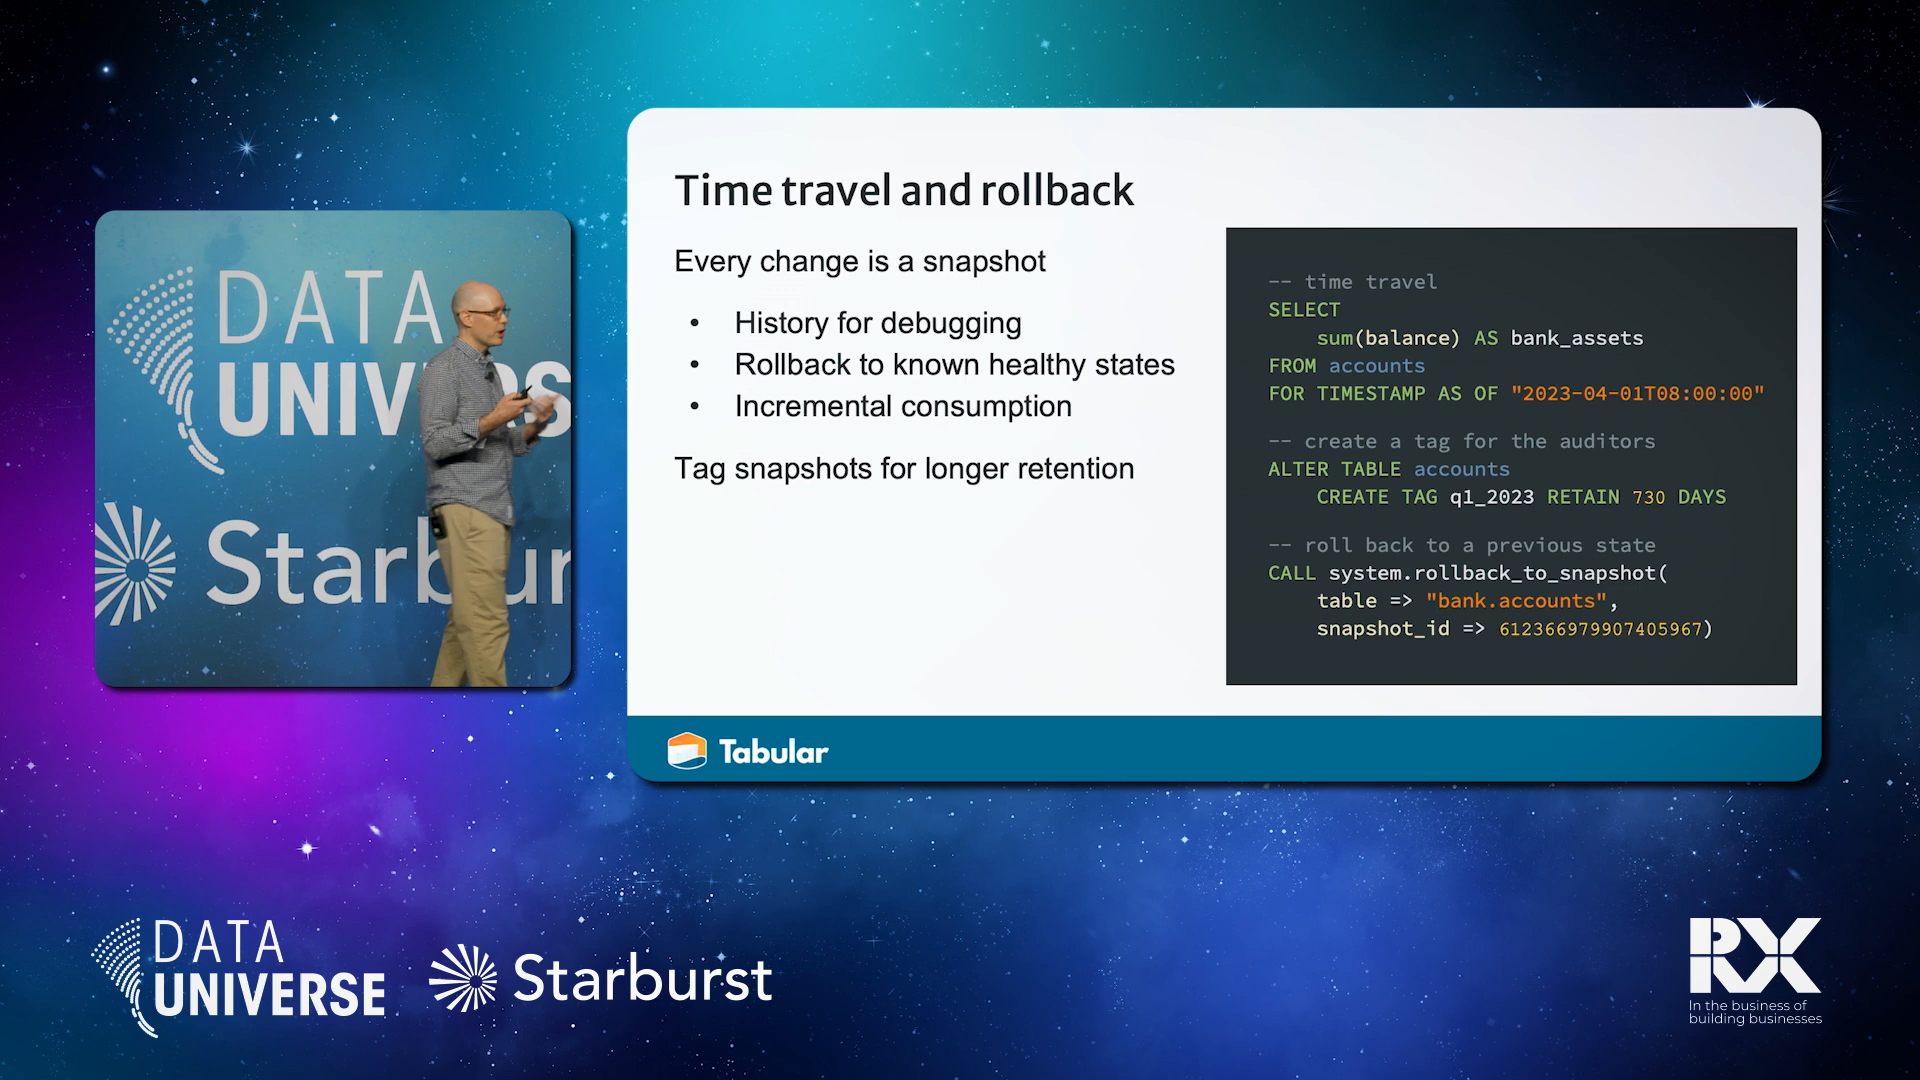 DATA
UNIV S
Starbur
Time travel and rollback
Every change is a snapshot
• History for debugging
• Rollback to known healthy states
• Incremental consumption
Tag snapshots for longer retention
-- time travel
SELECT
sum(balance) AS bank_assets
FROM accounts
FOR TIMESTAMP AS OF "2023-04-01T08:00:00"
-- create a tag for the auditors
ALTER TABLE accounts
CREATE TAG q1_2023 RETAIN 730 DAYS
-- roll back to a previous state
CALL system.rollback_to_snapshot(
table => "bank.accounts",
snapshot_id => 612366979907405967)
Tabular
DATA
UNIVERSE
Starburst
RX
In the business of
building businesses